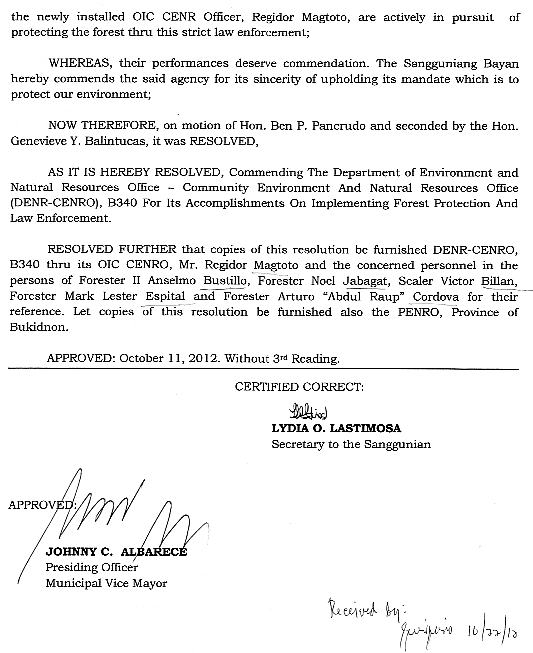 the newly installed OIC CENR Officer, Regidor Magtoto, are actively in pursuit of
protecting the forest thru this strict law enforcement;
WHEREAS, their performances deserve commendation. The Sangguniang Bayan
hereby commends the said agency for its sincerity of upholding its mandate which is to
protect our environment;
NOW THEREFORE, on motion of Hon. Ben P. Pancrudo and seconded by the Hon.
Genevieve Y. Balintucas, it was RESOLVED,
AS IT IS HEREBY RESOLVED, Commending The Department of Environment and
Natural Resources Office – Community Environment And Natural Resources Office
(DENR-CENRO), B340 For Its Accomplishments On Implementing Forest Protection And
Law Enforcement.
RESOLVED FURTHER that copies of this resolution be furnished DENR-CENRO,
B340 thru its OIC CENRO, Mr. Regidor Magtoto and the concerned personnel in the
persons of Forester II Anselmo Bustillo, Forester Noel Jabagat, Scaler Victor Billan,
Forester Mark Lester Espital and Forester Arturo “Abdul Raup” Cordova for their
reference. Let copies of this resolution be furnished also the PENRO, Province of
Bukidnon.
APPROVED: October 11, 2012. Without 3rd Reading.
CERTIFIED CORRECT:
LYDIA O. LASTIMOSA
Secretary to the Sanggunian
APPROVED:
JOHNNY C. ALBARECE
Presiding Officer
Municipal Vice Mayor
Received by:
10/22/12